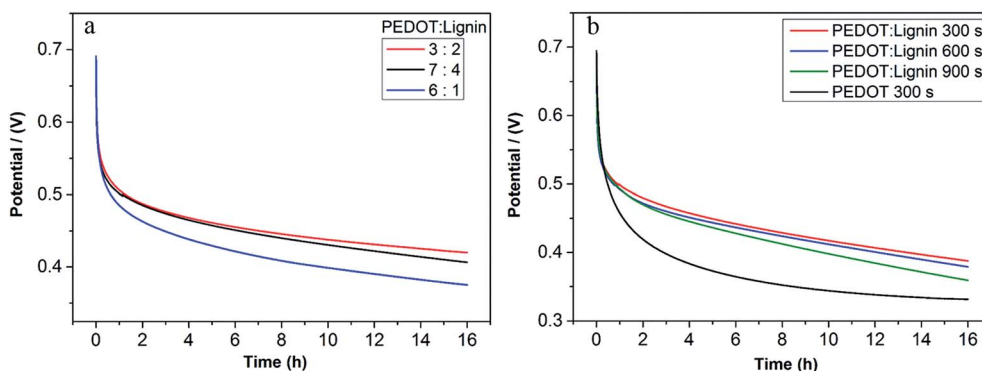 a
PEDOT:Lignin
3 : 2
7 : 4
6 : 1
0.7
0.6
0.5
0.4
Potential / (V)
0 2 4 6 8 10 12 14 16
Time (h)
b
PEDOT:Lignin 300 s
PEDOT:Lignin 600 s
PEDOT:Lignin 900 s
PEDOT 300 s
0.7
0.6
0.5
0.4
0.3
Potential / (V)
0 2 4 6 8 10 12 14 16
Time (h)